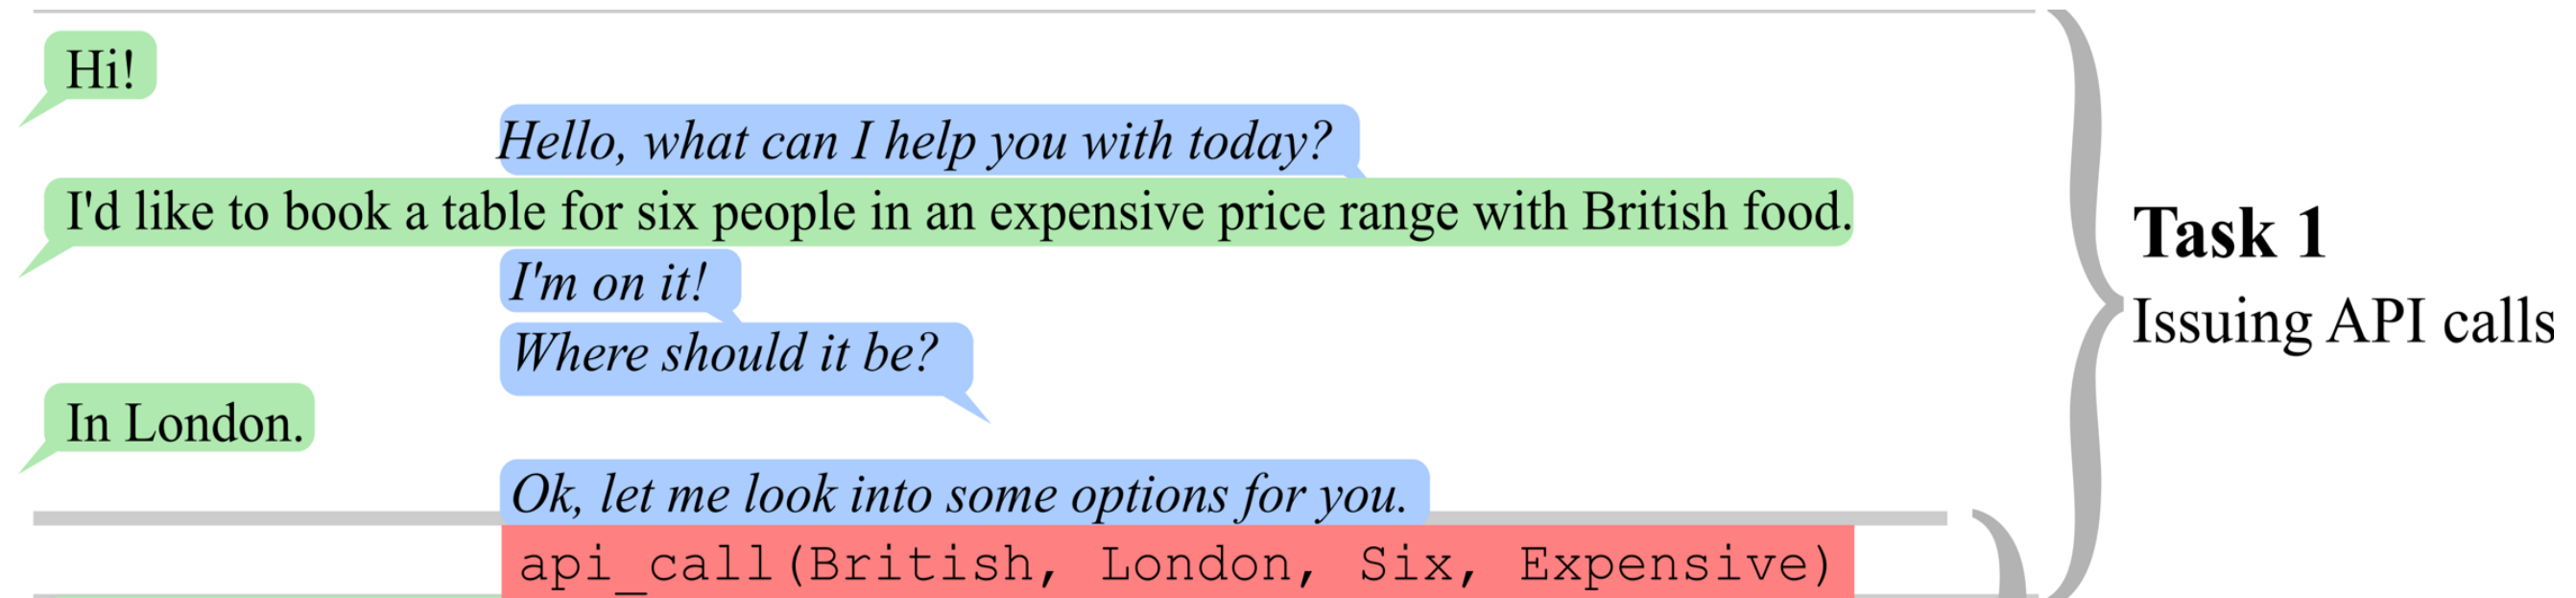 Hi!
Hello, what can I help you with today?
I'd like to book a table for six people in an expensive price range with British food.
I'm on it!
Where should it be?
In London.
Ok, let me look into some options for you.
api_call(British, London, Six, Expensive)
Task 1
Issuing API calls